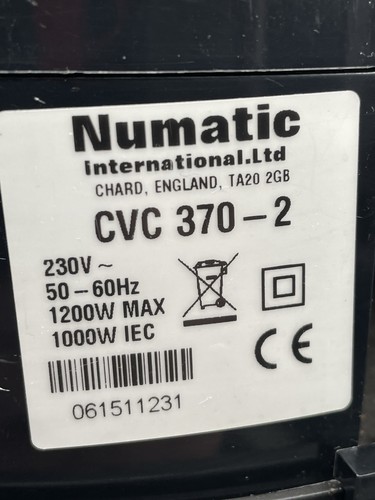 Numatic
international.Ltd
CHARD, ENGLAND, TA20 2GB
CVC 370-2
230V ~
50-60Hz
1200W MAX
1000W IEC
CE
061511231